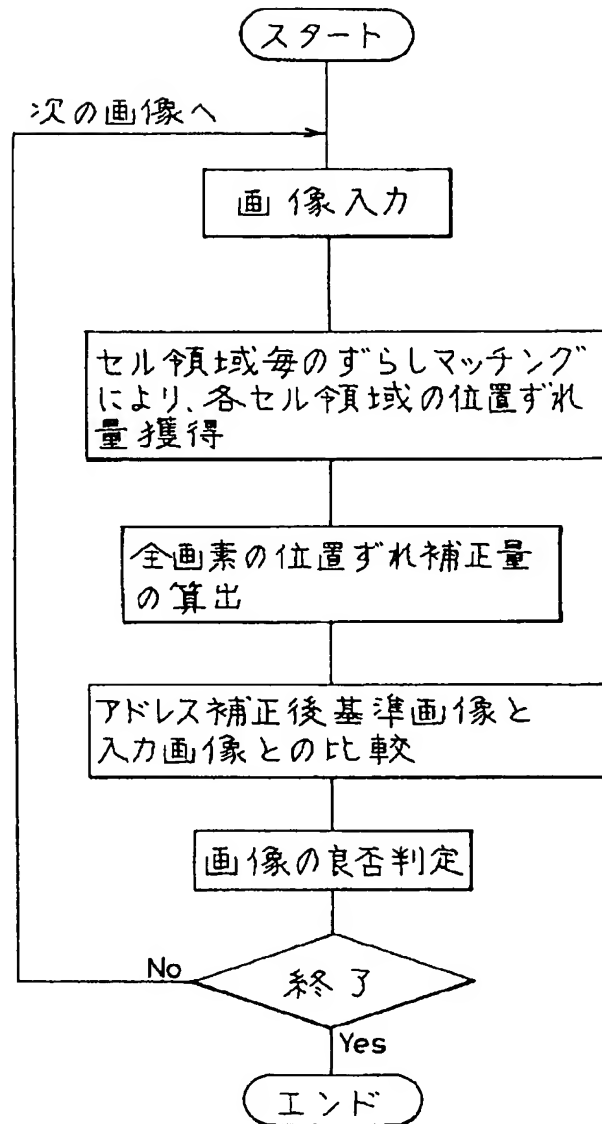 スタート
次の画像へ
画像入力
セル領域毎のずらしマッチング
により、各セル領域の位置ずれ
量獲得
全画素の位置ずれ補正量
の算出
アドレス補正後基準画像と
入力画像との比較
画像の良否判定
No
終了
Yes
エンド